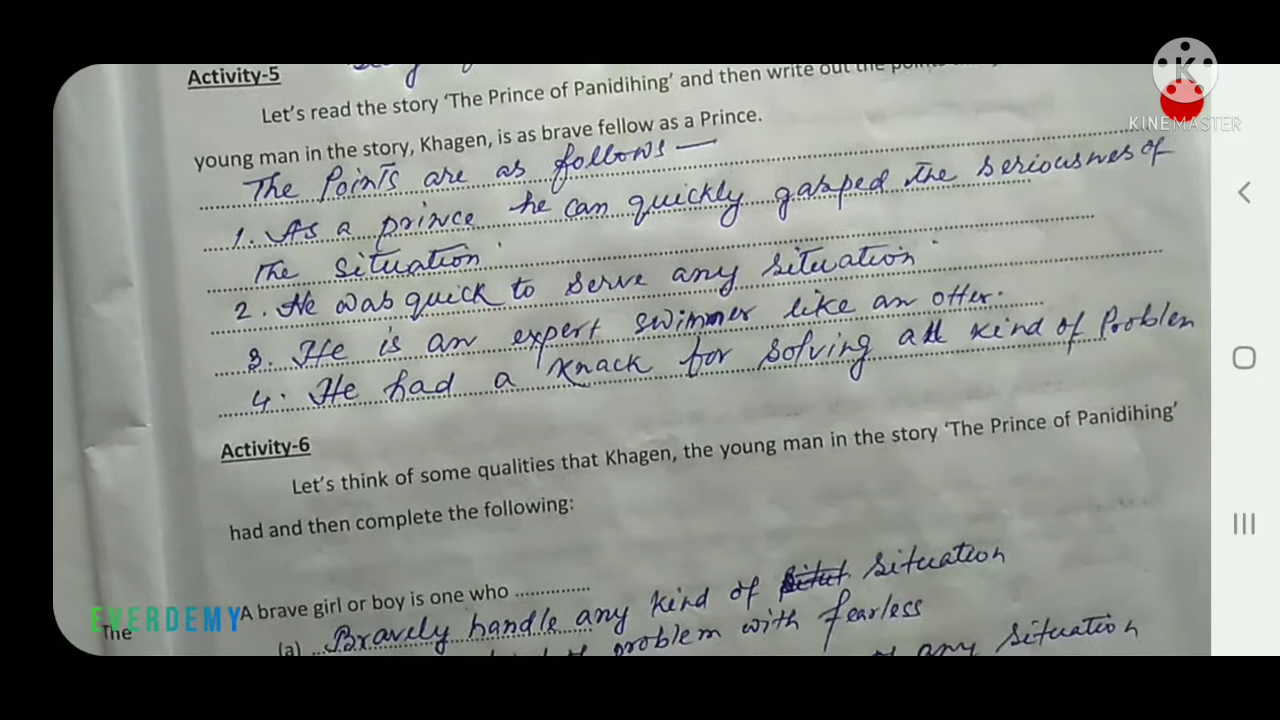 Activity-5
Let's read the story 'The Prince of Panidihing' and then write out the points
young man in the story, Khagen, is as brave fellow as a Prince.
The Points are as follows —
1. As a prince he can quickly gasped the seriousnes of
The situation
2. He was quick to serve any situation
3. He is an expert swimmer like an otter.
4. He had a knack for solving all kind of Problem
Activity-6
Let's think of some qualities that Khagen, the young man in the story 'The Prince of Panidihing'
had and then complete the following:
A brave girl or boy is one who ...............
(a) Bravely handle any kind of situation
problem with fearless
any situation
The
EVERDEMY
KINEMASTER